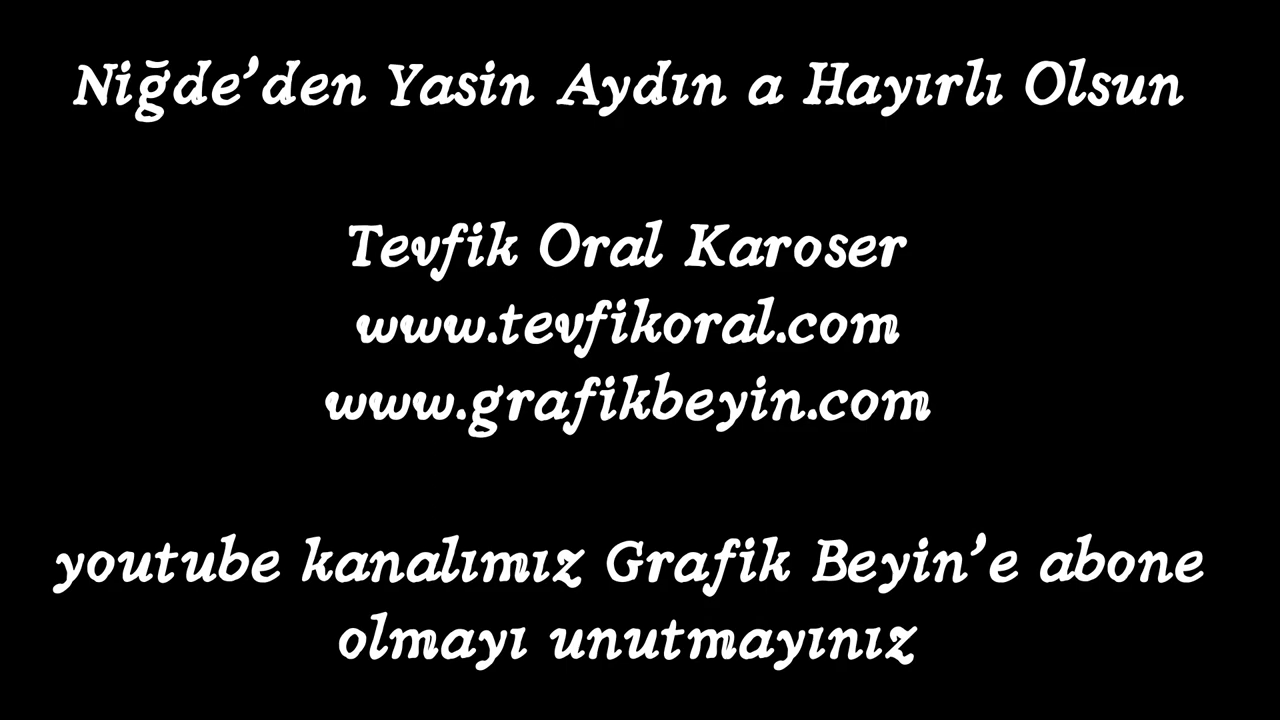 Niğde'den Yasin Aydın a Hayırlı Olsun
Tevfik Oral Karoser
www.tevfikoral.com
www.grafikbeyin.com
youtube kanalımız Grafik Beyin'e abone
olmayı unutmayınız